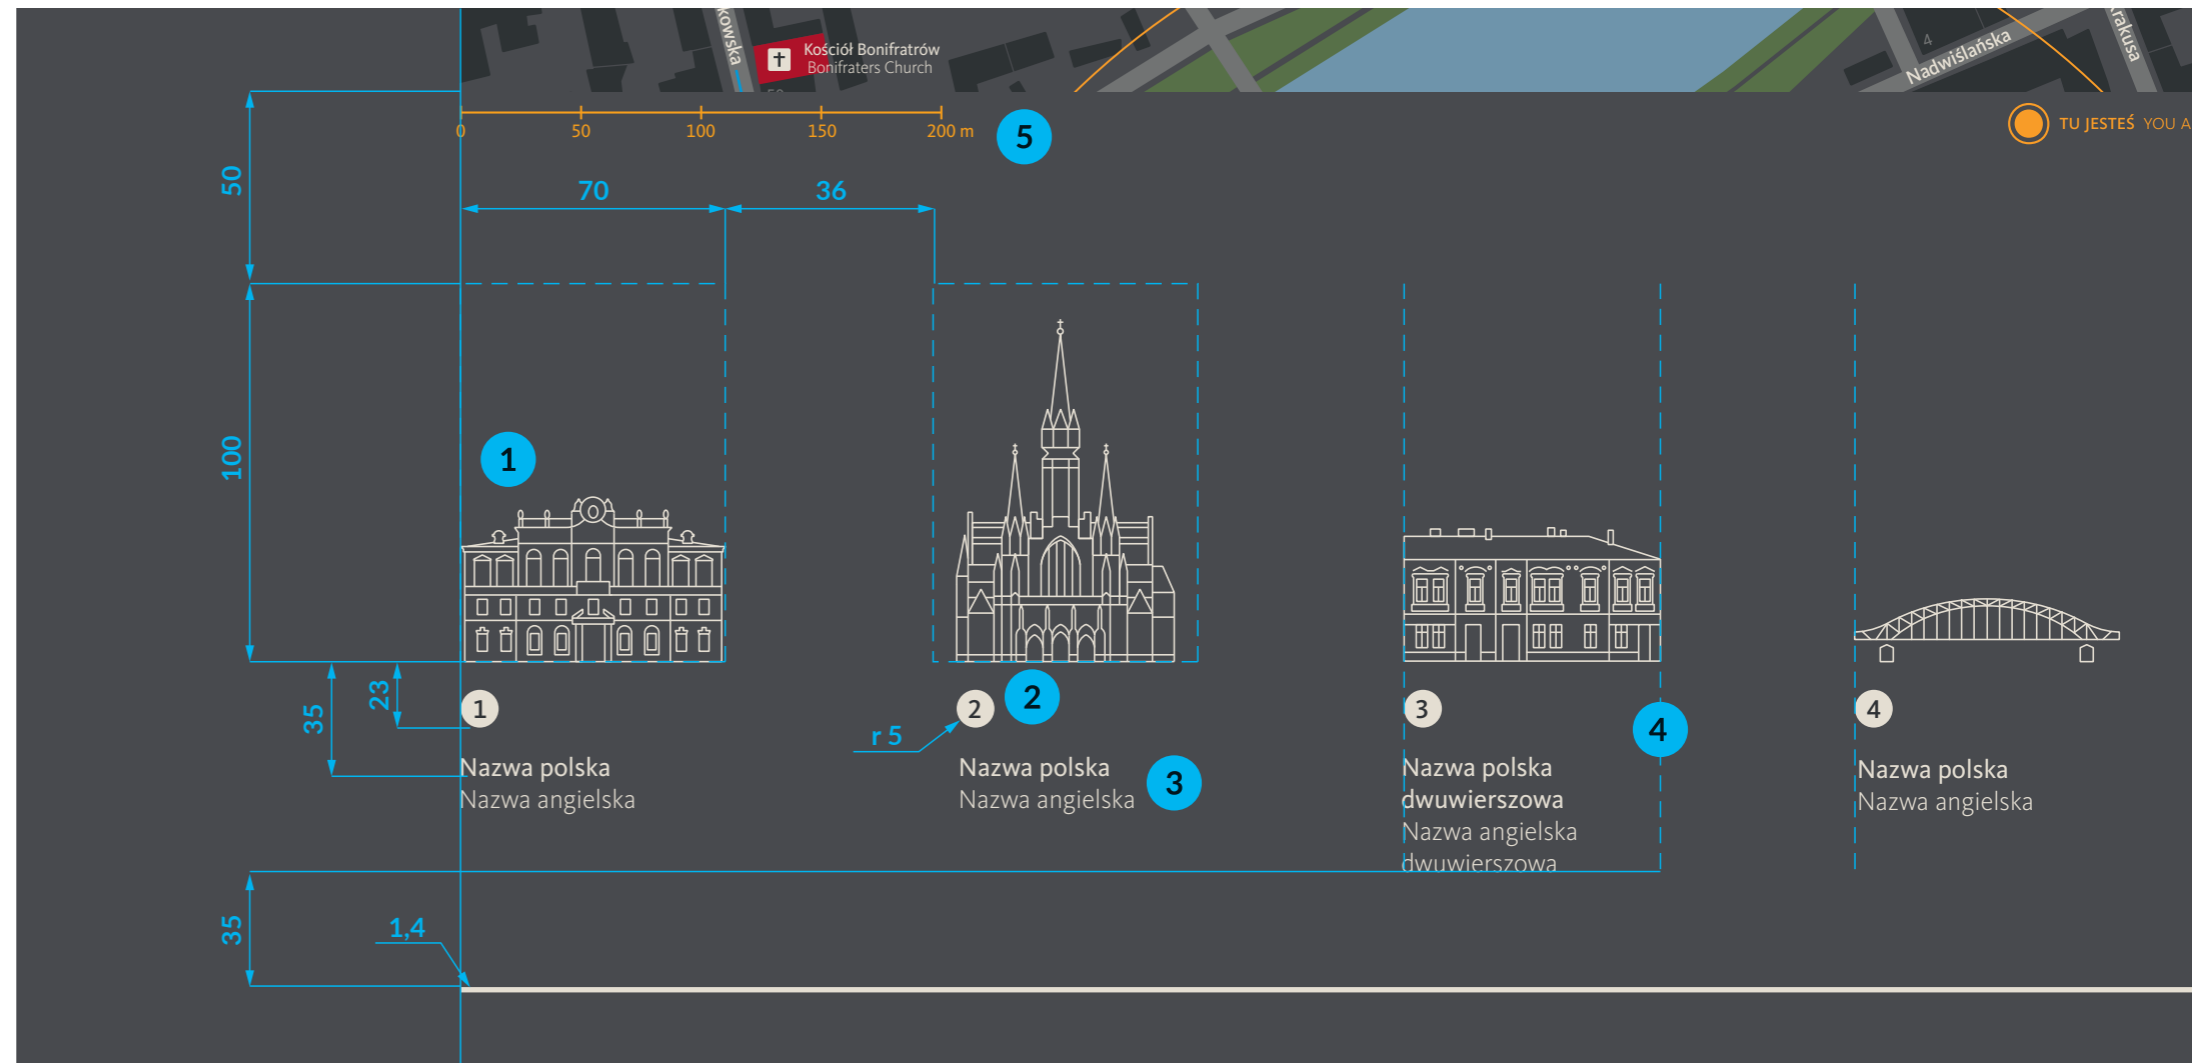 kowska
Kościół Bonifratrów
Bonifraters Church
4
Nadwiślańska
Krakusa
0
50
100
150
200 m
5
TU JESTEŚ YOU A
50
70
36
100
1
35
23
1
r 5
2
2
3
4
4
Nazwa polska
Nazwa angielska
Nazwa polska
Nazwa angielska
3
Nazwa polska
dwuwierszowa
Nazwa angielska
dwuwierszowa
Nazwa polska
Nazwa angielska
35
1,4